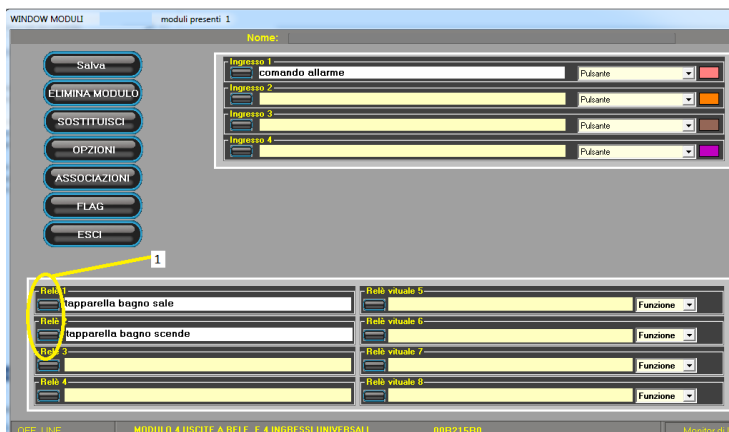 WINDOW MODULI moduli presenti 1
Nome:
Salva
ELIMINA MODULO
SOSTITUISCI
OPZIONI
ASSOCIAZIONI
FLAG
ESCI
Ingresso 1
comando allarme Pulsante
Ingresso 2
Pulsante
Ingresso 3
Pulsante
Ingresso 4
Pulsante
1
Relè 1
tapparella bagno sale
Relè 2
tapparella bagno scende
Relè 3
Relè 4
Relè vituale 5
Funzione
Relè vituale 6
Funzione
Relè vituale 7
Funzione
Relè vituale 8
Funzione
OFF LINE MODULO 4 USCITE A RELE E 4 INGRESSI UNIVERSALI Monitor di